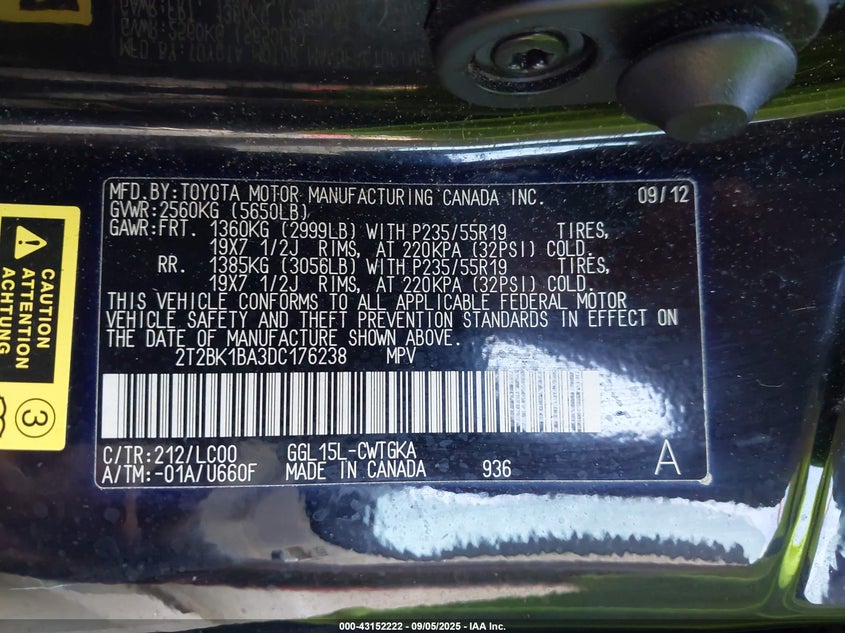 MFD.BY:TOYOTA MOTOR MANUFACTURING CANADA INC. 09/12
GVWR:2560KG (5650LB)
GAWR:FRT. 1360KG (2999LB) WITH P235/55R19 TIRES,
19X7 1/2J RIMS, AT 220KPA (32PSI) COLD.
RR. 1385KG (3056LB) WITH P235/55R19 TIRES,
19X7 1/2J RIMS, AT 220KPA (32PSI) COLD.
THIS VEHICLE CONFORMS TO ALL APPLICABLE FEDERAL MOTOR
VEHICLE SAFETY AND THEFT PREVENTION STANDARDS IN EFFECT ON
THE DATE OF MANUFACTURE SHOWN ABOVE.
2T2BK1BA3DC176238 MPV
C/TR:212/LC00 GGL15L-CWTGKA
A/TM:-01A/U660F MADE IN CANADA 936 A
CAUTION
ATTENTION
ACHTUNG
3
000-43152222 - 09/05/2025 - IAA Inc.